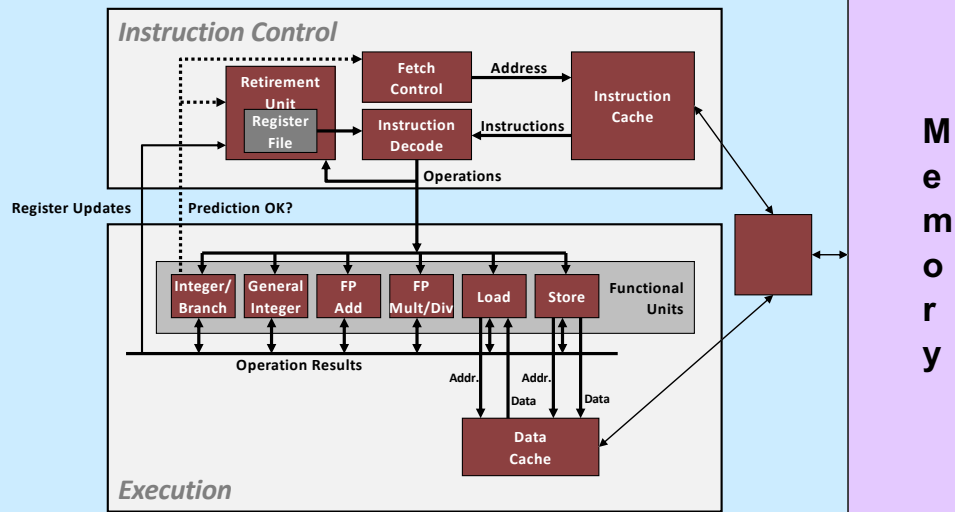 Instruction Control
Fetch
Control
Address
Instruction
Cache
Retirement
Unit
Register
File
Instruction
Decode
Instructions
Operations
Register Updates
Prediction OK?
Integer/
Branch
General
Integer
FP
Add
FP
Mult/Div
Load
Store
Functional
Units
Operation Results
Addr.
Data
Addr.
Data
Data
Cache
Execution
M
e
m
o
r
y